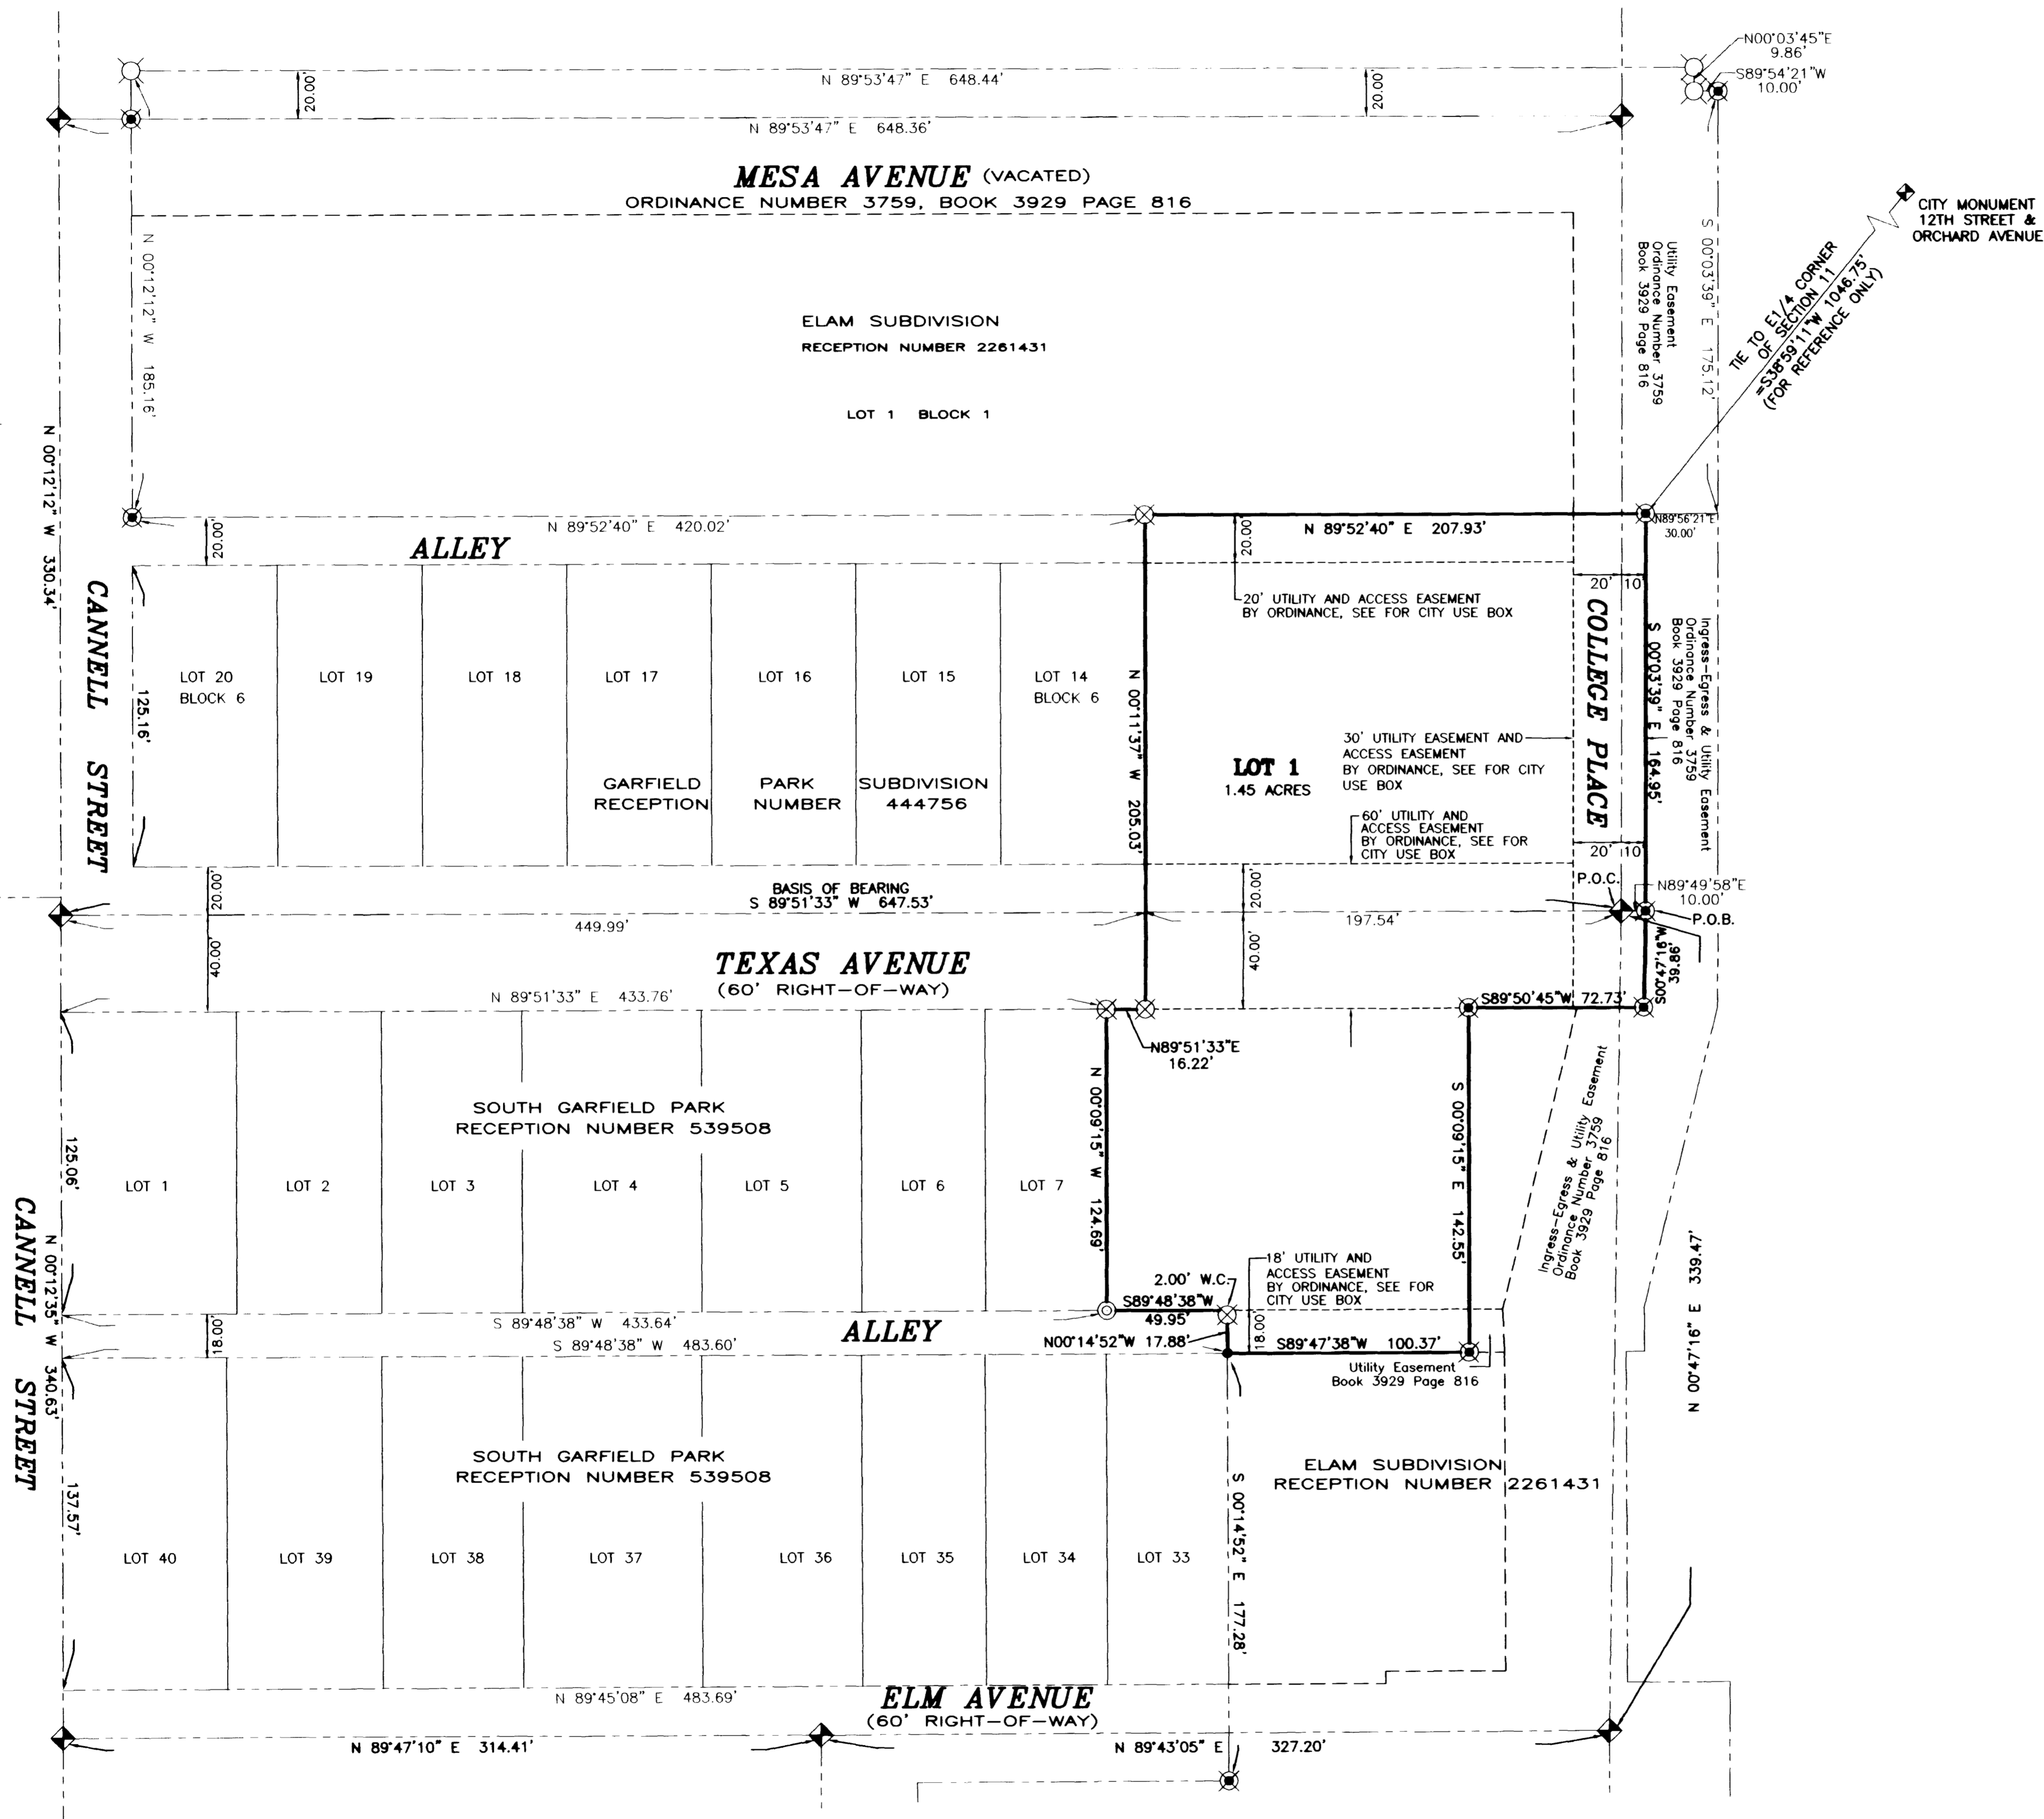 N00°03'45"E
9.86'
S89°54'21"W
10.00'
N 89°53'47" E 648.44'
20.00'
20.00'
N 89°53'47" E 648.36'
MESA AVENUE (VACATED)
ORDINANCE NUMBER 3759, BOOK 3929 PAGE 816
CITY MONUMENT
12TH STREET &
ORCHARD AVENUE
TIE TO E1/4 CORNER
OF SECTION 11
=S38°59'11"W 1046.75'
(FOR REFERENCE ONLY)
N 00°12'12" W 185.16'
S 00°03'39" E 175.12'
Utility Easement
Ordinance Number 3759
Book 3929 Page 816
ELAM SUBDIVISION
RECEPTION NUMBER 2261431
LOT 1 BLOCK 1
N 00°12'12" W 330.34'
N 89°52'40" E 420.02'
N 89°52'40" E 207.93'
N89°56'21"E
30.00'
20.00'
ALLEY
20.00'
20' 10'
20' UTILITY AND ACCESS EASEMENT
BY ORDINANCE, SEE FOR CITY USE BOX
CANNELL STREET
125.16'
LOT 20
BLOCK 6
LOT 19
LOT 18
LOT 17
LOT 16
LOT 15
LOT 14
BLOCK 6
GARFIELD PARK SUBDIVISION
RECEPTION NUMBER 444756
N 00°11'37" W 205.03'
LOT 1
1.45 ACRES
30' UTILITY EASEMENT AND
ACCESS EASEMENT
BY ORDINANCE, SEE FOR CITY
USE BOX
60' UTILITY AND
ACCESS EASEMENT
BY ORDINANCE, SEE FOR
CITY USE BOX
COLLEGE PLACE
S 00°03'39" E 164.95'
Ingress-Egress & Utility Easement
Ordinance Number 3759
Book 3929 Page 816
20' 10'
P.O.C.
N89°49'58"E
10.00'
P.O.B.
20.00'
BASIS OF BEARING
S 89°51'33" W 647.53'
20.00'
449.99'
197.54'
40.00'
40.00'
TEXAS AVENUE
(60' RIGHT-OF-WAY)
S00°47'16"W
39.86'
N 89°51'33" E 433.76'
S89°50'45"W 72.73'
N89°51'33"E
16.22'
SOUTH GARFIELD PARK
RECEPTION NUMBER 539508
125.06'
LOT 1
LOT 2
LOT 3
LOT 4
LOT 5
LOT 6
LOT 7
N 00°09'15" W 124.69'
S 00°09'15" E 142.55'
Ingress-Egress & Utility Easement
Ordinance Number 3759
Book 3929 Page 816
N 00°47'16" E 339.47'
18' UTILITY AND
ACCESS EASEMENT
BY ORDINANCE, SEE FOR
CITY USE BOX
2.00' W.C.
S89°48'38"W
49.95'
CANNELL STREET
N 00°12'35" W 340.63'
18.00'
S 89°48'38" W 433.64'
S 89°48'38" W 483.60'
ALLEY
N00°14'52"W 17.88'
18.00'
S89°47'38"W 100.37'
Utility Easement
Book 3929 Page 816
SOUTH GARFIELD PARK
RECEPTION NUMBER 539508
ELAM SUBDIVISION
RECEPTION NUMBER 2261431
137.57'
LOT 40
LOT 39
LOT 38
LOT 37
LOT 36
LOT 35
LOT 34
LOT 33
S 00°14'52" E 177.28'
N 89°45'08" E 483.69'
ELM AVENUE
(60' RIGHT-OF-WAY)
N 89°47'10" E 314.41'
N 89°43'05" E 327.20'